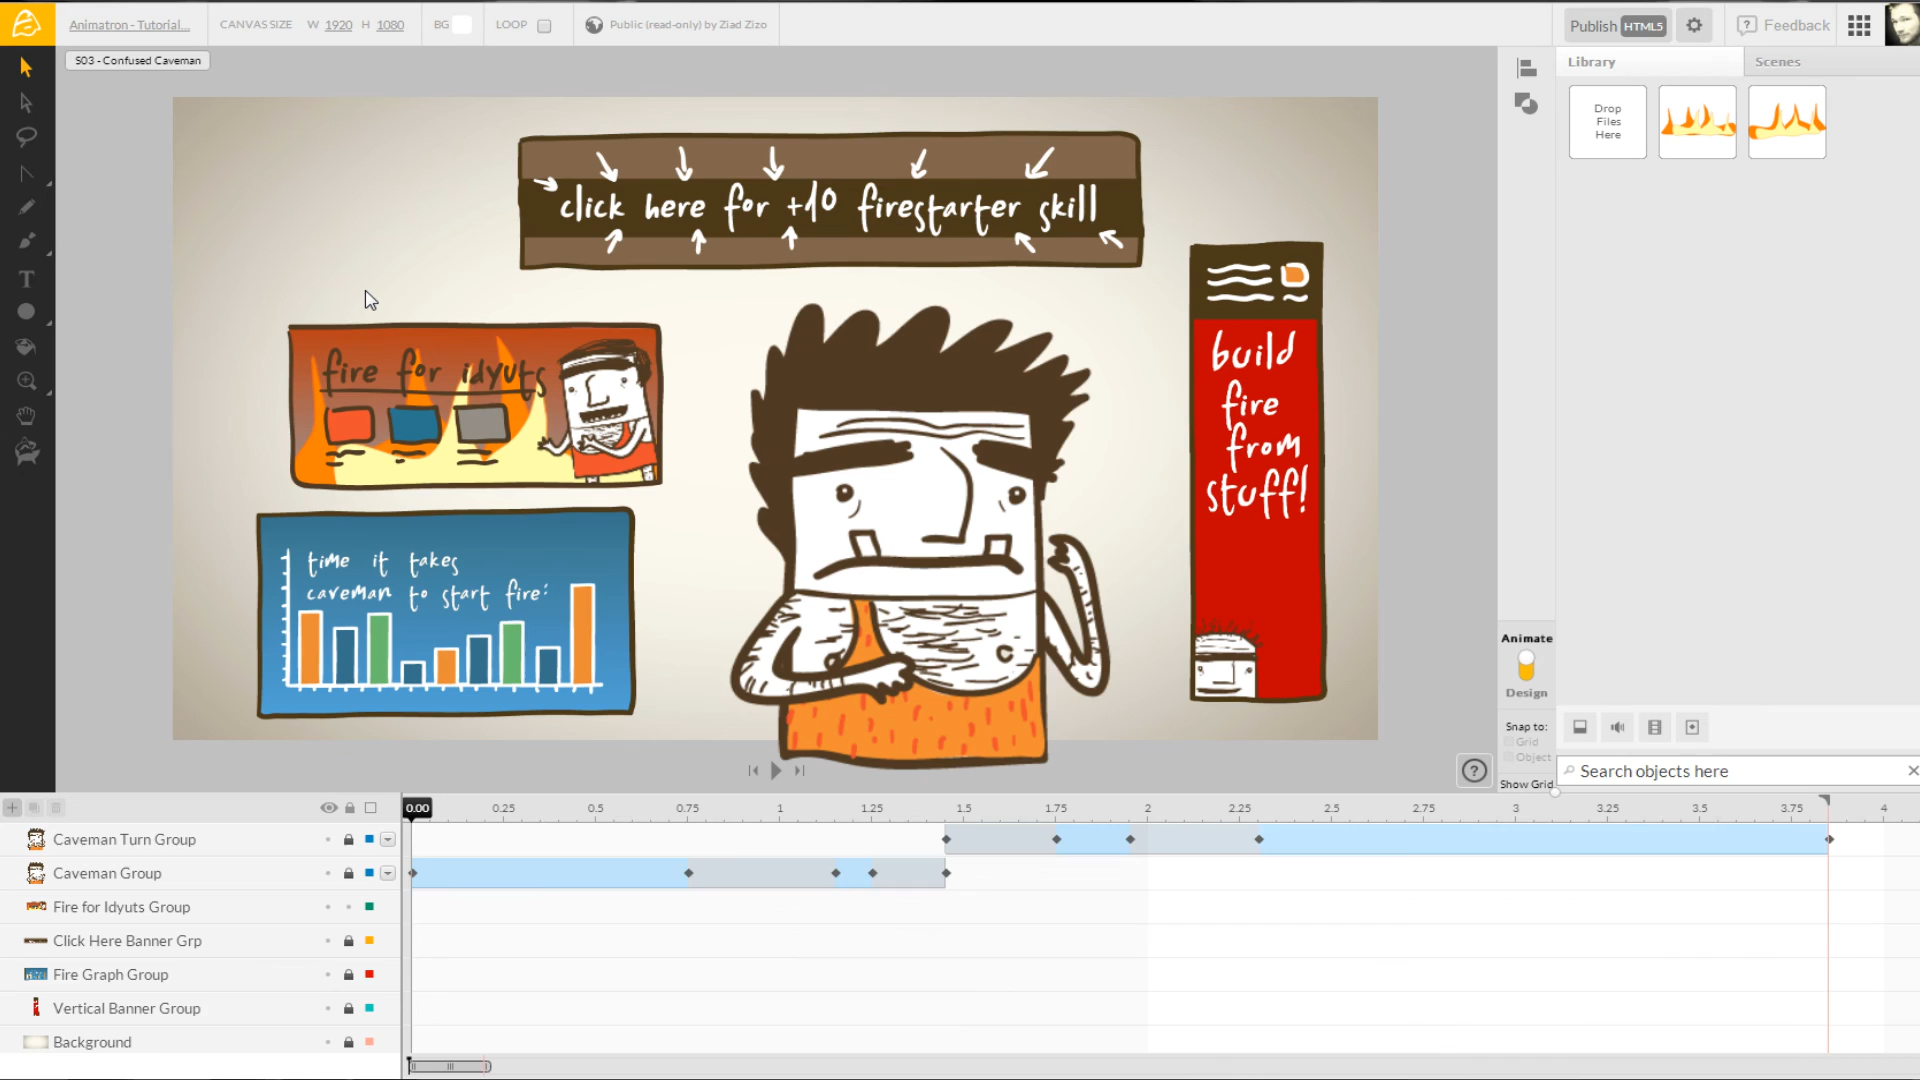 Animatron - Tutorial...
CANVAS SIZE W 1920 H 1080
BG
LOOP
Public (read-only) by Ziad Zizo
Publish HTML5
Feedback
S03 - Confused Caveman
Library
Scenes
Drop
Files
Here
click here for +10 firestarter skill
fire for idyuts
time it takes
caveman to start fire:
build
fire
from
stuff!
Animate
Design
Snap to:
Grid
Object
Show Grid
?
Search objects here
0.00 0.25 0.5 0.75 1 1.25 1.5 1.75 2 2.25 2.5 2.75 3 3.25 3.5 3.75 4
Caveman Turn Group
Caveman Group
Fire for Idyuts Group
Click Here Banner Grp
Fire Graph Group
Vertical Banner Group
Background